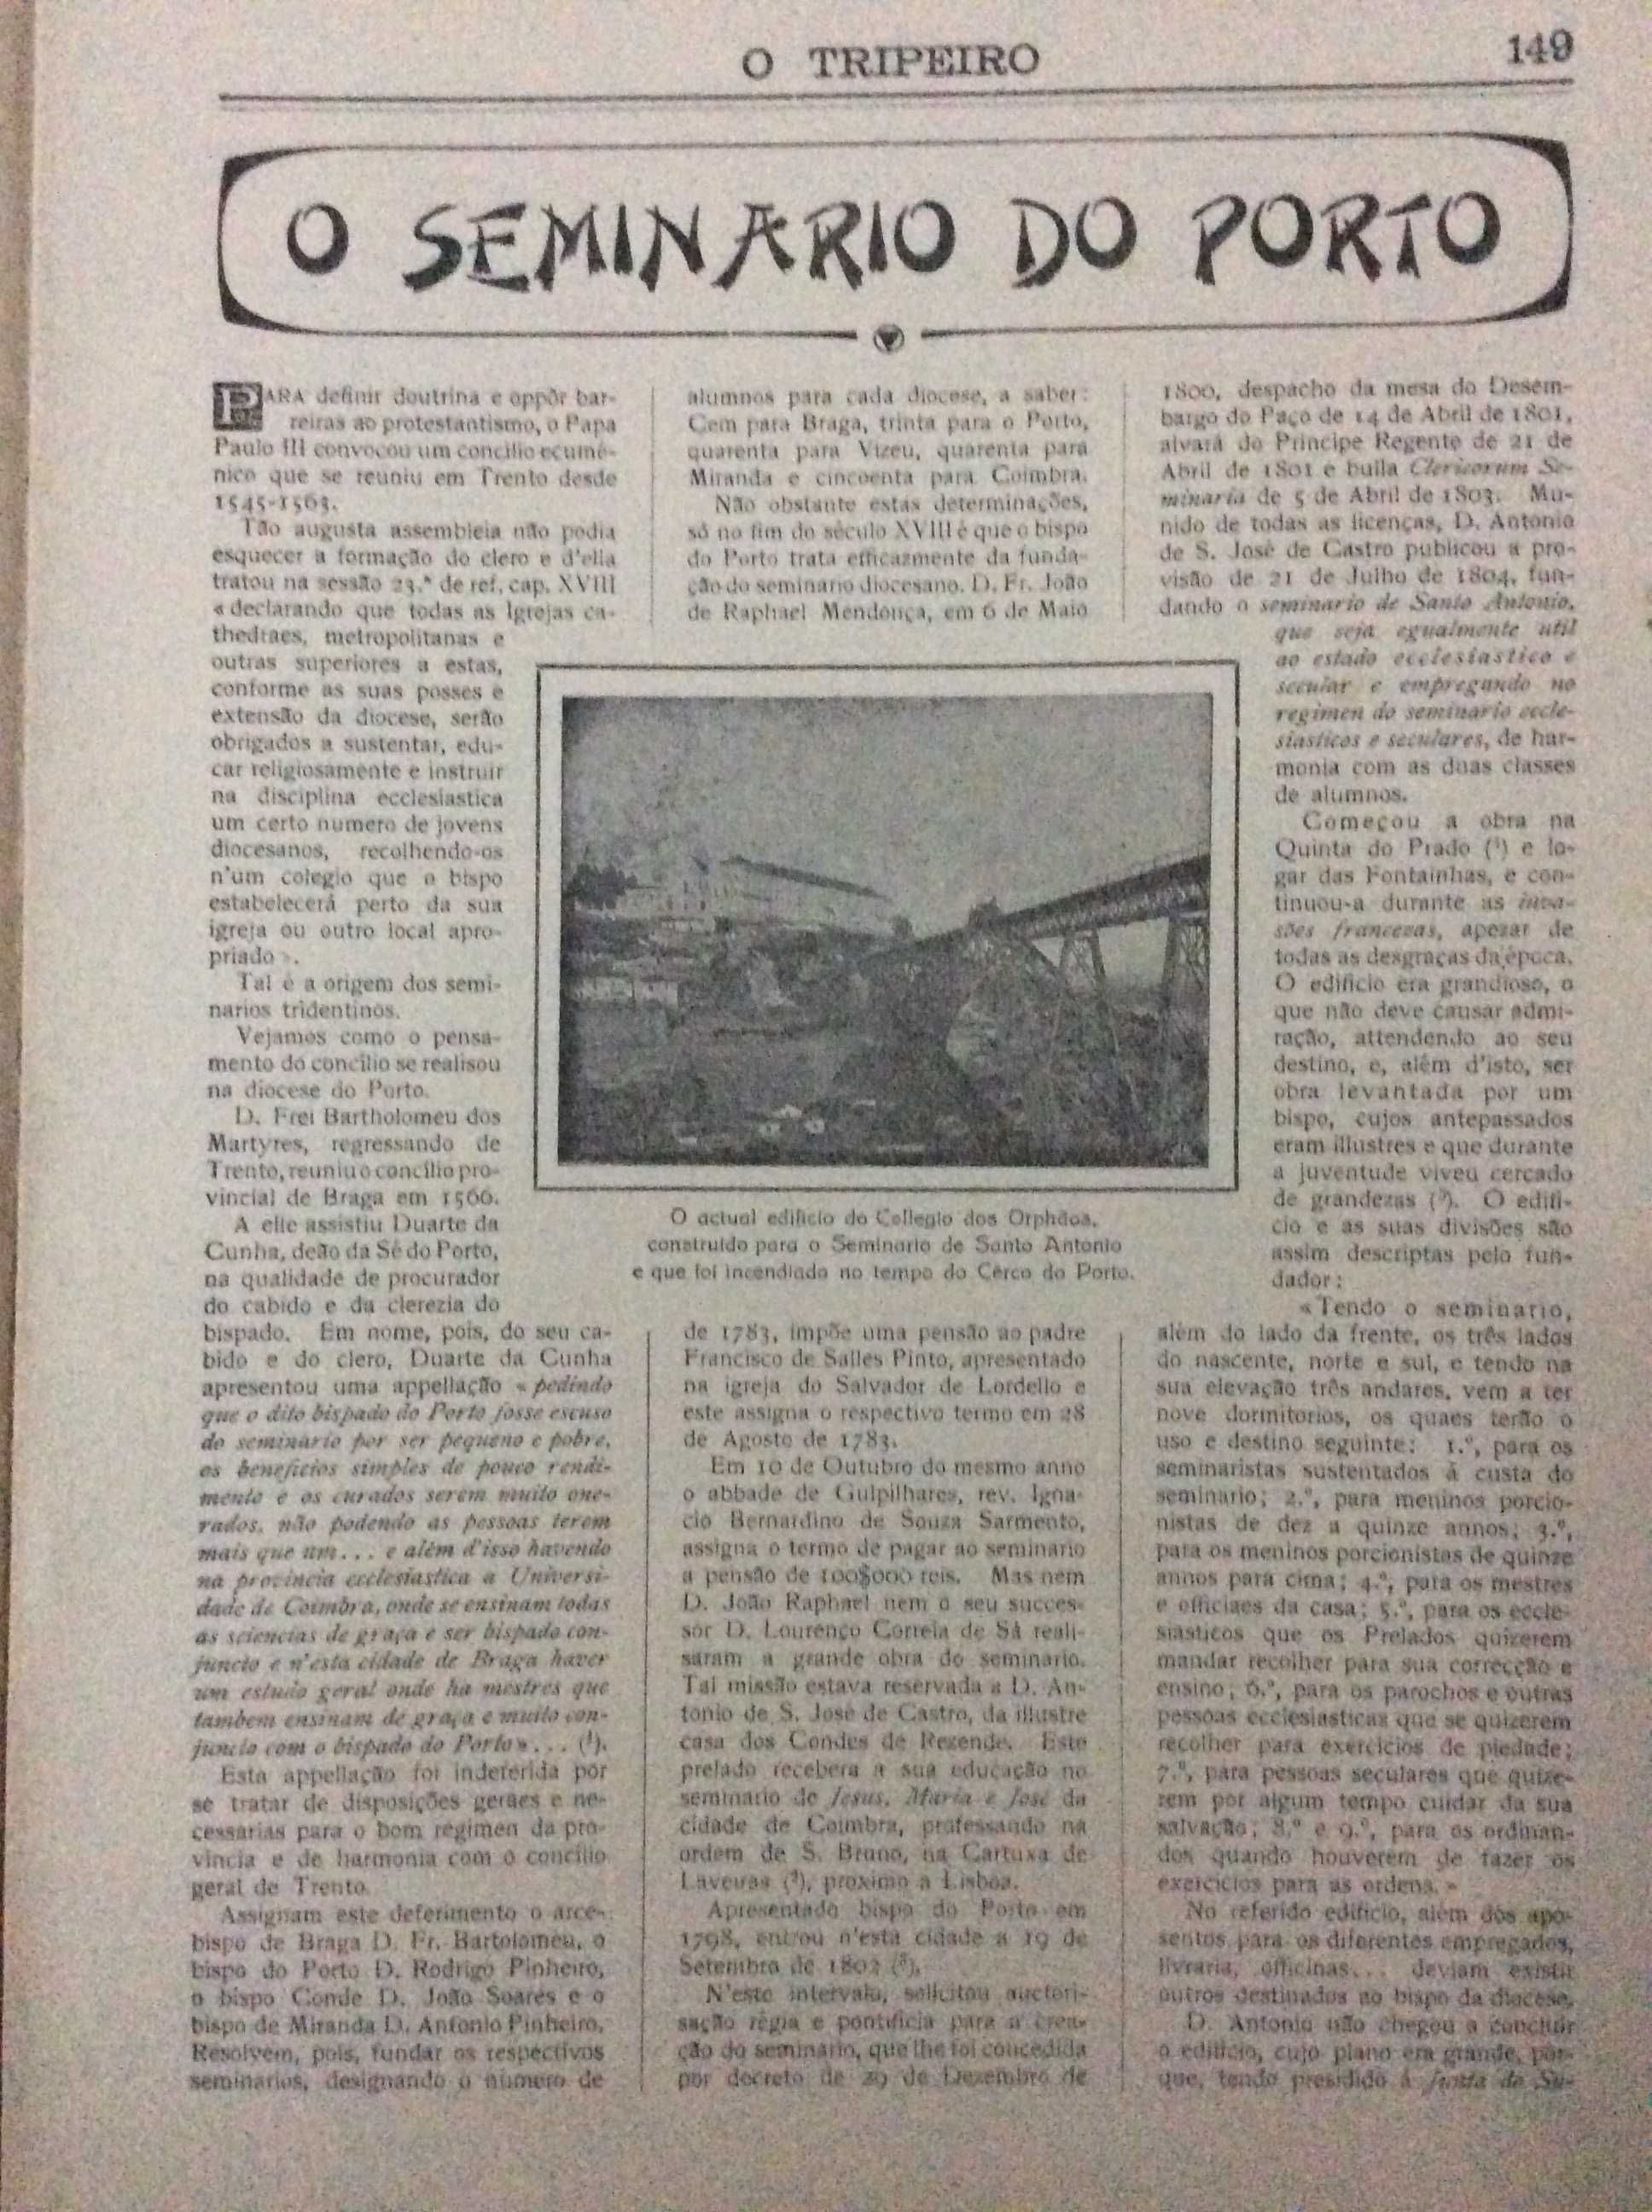 O TRIPEIRO
149
O SEMINARIO DO PORTO
PARA definir doutrina e oppôr bar-
reiras ao protestantismo, o Papa
Paulo III convocou um concilio ecumé-
nico que se reuniu em Trento desde
1545-1563.
Tão augusta assembleia não podia
esquecer a formação do clero e d'ella
tratou na sessão 23.ª de ref. cap. XVIII
«declarando que todas as Igrejas ca-
thedraes, metropolitanas e
outras superiores a estas,
conforme as suas posses e
extensão da diocese, serão
obrigados a sustentar, edu-
car religiosamente e instruir
na disciplina ecclesiastica
um certo numero de jovens
diocesanos, recolhendo-os
n'um colegio que o bispo
estabelecerá perto da sua
igreja ou outro local apro-
priado».
Tal é a origem dos semi-
narios tridentinos.
Vejamos como o pensa-
mento do concilio se realisou
na diocese do Porto.
D. Frei Bartholomeu dos
Martyres, regressando de
Trento, reuniu o concilio pro-
vincial de Braga em 1566.
A elle assistiu Duarte da
Cunha, deão da Sé do Porto,
na qualidade de procurador
do cabido e da clerezia do
bispado. Em nome, pois, do seu ca-
bido e do clero, Duarte da Cunha
apresentou uma appellação «pedindo
que o dito bispado do Porto fosse escuso
do seminario por ser pequeno e pobre,
os beneficios simples de pouco rendi-
mento e os curados serem muito one-
rados, não podendo as pessoas terem
mais que um... e além d'isso havendo
na provincia ecclesiastica a Universi-
dade de Coimbra, onde se ensinam todas
as sciencias de graça e ser bispado con-
juncto e n'esta cidade de Braga haver
um estudo geral onde ha mestres que
tambem ensinam de graça e muito con-
juncto com o bispado do Porto»... (¹).
Esta appellação foi indeferida por
se tratar de disposições geraes e ne-
cessarias para o bom regimen da pro-
vincia e de harmonia com o concilio
geral de Trento.
Assignam este deferimento o arce-
bispo de Braga D. Fr. Bartolomeu, o
bispo do Porto D. Rodrigo Pinheiro,
o bispo Conde D. João Soares e o
bispo de Miranda D. Antonio Pinheiro.
Resolvem, pois, fundar os respectivos
seminarios, designando o número de
alumnos para cada diocese, a saber:
Cem para Braga, trinta para o Porto,
quarenta para Vizeu, quarenta para
Miranda e cincoenta para Coimbra.
Não obstante estas determinações,
só no fim do século XVIII é que o bispo
do Porto trata efficazmente da funda-
ção do seminario diocesano. D. Fr. João
de Raphael Mendonça, em 6 de Maio
O actual edificio do Collegio dos Orphãos,
construido para o Seminario de Santo Antonio
e que foi incendiado no tempo do Cêrco do Porto.
de 1783, impõe uma pensão ao padre
Francisco de Salles Pinto, apresentado
na igreja do Salvador de Lordello e
este assigna o respectivo termo em 28
de Agosto de 1783.
Em 10 de Outubro do mesmo anno
o abbade de Gulpilhares, rev. Igna-
cio Bernardino de Souza Sarmento,
assigna o termo de pagar ao seminario
a pensão de 100$000 reis. Mas nem
D. João Raphael nem o seu succes-
sor D. Lourenço Correia de Sá reali-
saram a grande obra do seminario.
Tal missão estava reservada a D. An-
tonio de S. José de Castro, da illustre
casa dos Condes de Rezende. Este
prelado recebera a sua educação no
seminario de Jesus, Maria e José da
cidade de Coimbra, professando na
ordem de S. Bruno, na Cartuxa de
Laveiras (²), proximo a Lisboa.
Apresentado bispo do Porto em
1798, entrou n'esta cidade a 19 de
Setembro de 1802 (³).
N'este intervalo, solicitou auctori-
sação régia e pontificia para a crea-
ção do seminario, que lhe foi concedida
por decreto de 29 de Dezembro de
1800, despacho da mesa do Desem-
bargo do Paço de 14 de Abril de 1801,
alvará do Principe Regente de 21 de
Abril de 1801 e bulla Clericorum Se-
minaria de 5 de Abril de 1803. Mu-
nido de todas as licenças, D. Antonio
de S. José de Castro publicou a pro-
visão de 21 de Julho de 1804, fun-
dando o seminario de Santo Antonio,
que seja egualmente util
ao estado ecclesiastico e
secular e empregando no
regimen do seminario eccle-
siasticos e seculares, de har-
monia com as duas classes
de alumnos.
Começou a obra na
Quinta do Prado (⁴) e lo-
gar das Fontainhas, e con-
tinuou-a durante as inva-
sões francezas, apezar de
todas as desgraças da época.
O edificio era grandioso, o
que não deve causar admi-
ração, attendendo ao seu
destino, e, além d'isto, ser
obra levantada por um
bispo, cujos antepassados
eram illustres e que durante
a juventude viveu cercado
de grandezas (⁵). O edifi-
cio e as suas divisões são
assim descriptas pelo fun-
dador:
«Tendo o seminario,
além do lado da frente, os três lados
do nascente, norte e sul, e tendo na
sua elevação três andares, vem a ter
nove dormitorios, os quaes terão o
uso e destino seguinte: 1.º, para os
seminaristas sustentados á custa do
seminario; 2.º, para meninos porcio-
nistas de dez a quinze annos; 3.º,
para os meninos porcionistas de quinze
annos para cima; 4.º, para os mestres
e officiaes da casa; 5.º, para os eccle-
siasticos que os Prelados quizerem
mandar recolher para sua correcção e
ensino; 6.º, para os parochos e outras
pessoas ecclesiasticas que se quizerem
recolher para exercicios de piedade;
7.º, para pessoas seculares que quize-
rem por algum tempo cuidar da sua
salvação; 8.º e 9.º, para os ordinan-
dos quando houverem de fazer os
exercicios para as ordens.»
No referido edificio, além dos apo-
sentos para os diferentes empregados,
livraria, officinas... deviam existir
outros destinados ao bispo da diocese.
D. Antonio não chegou a concluir
o edificio, cujo plano era grande, por-
que, tendo presidido á Junta do Su-